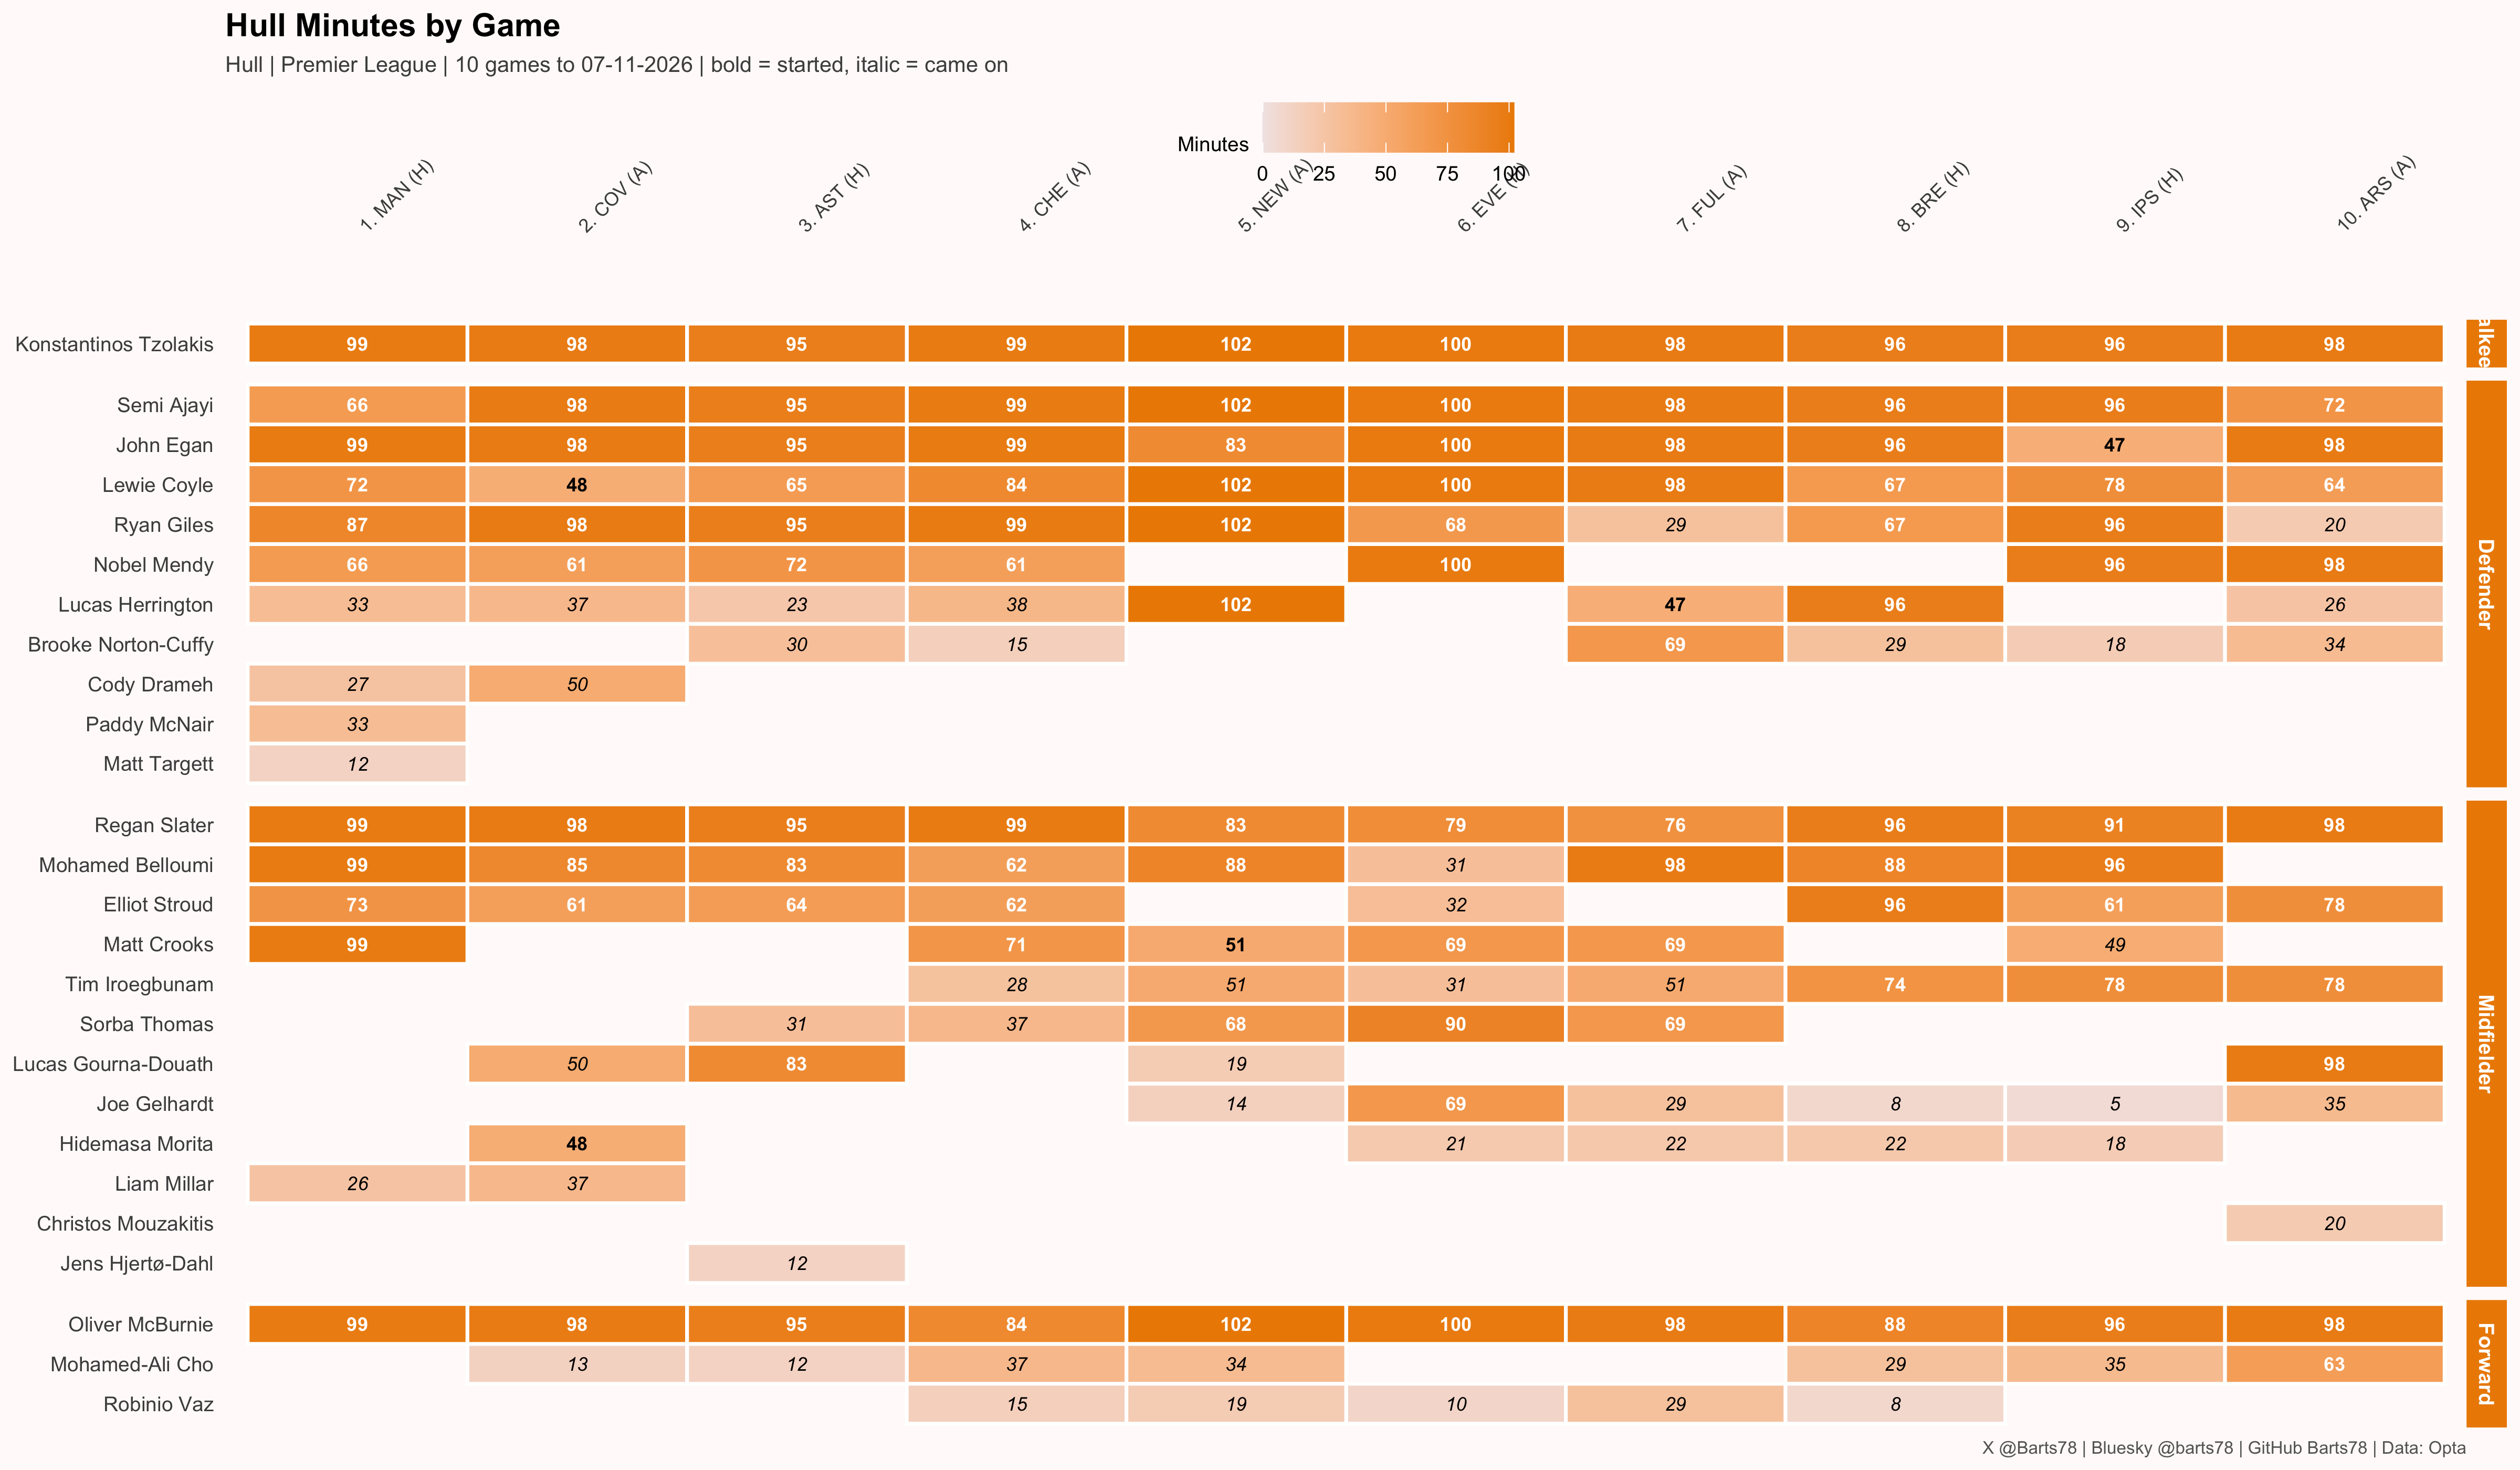 Hull Minutes by Game
Hull | Premier League | 10 games to 07-11-2026 | bold = started, italic = came on
Minutes
0 25 50 75 100
1. MAN (H) 2. COV (A) 3. AST (H) 4. CHE (A) 5. NEW (A) 6. EVE (H) 7. FUL (A) 8. BRE (H) 9. IPS (H) 10. ARS (A)
Konstantinos Tzolakis 99 98 95 99 102 100 98 96 96 98
alkee
Semi Ajayi 66 98 95 99 102 100 98 96 96 72
John Egan 99 98 95 99 83 100 98 96 47 98
Lewie Coyle 72 48 65 84 102 100 98 67 78 64
Ryan Giles 87 98 95 99 102 68 29 67 96 20
Nobel Mendy 66 61 72 61 100 96 98
Lucas Herrington 33 37 23 38 102 47 96 26
Brooke Norton-Cuffy 30 15 69 29 18 34
Cody Drameh 27 50
Paddy McNair 33
Matt Targett 12
Defender
Regan Slater 99 98 95 99 83 79 76 96 91 98
Mohamed Belloumi 99 85 83 62 88 31 98 88 96
Elliot Stroud 73 61 64 62 32 96 61 78
Matt Crooks 99 71 51 69 69 49
Tim Iroegbunam 28 51 31 51 74 78 78
Sorba Thomas 31 37 68 90 69
Lucas Gourna-Douath 50 83 19 98
Joe Gelhardt 14 69 29 8 5 35
Hidemasa Morita 48 21 22 22 18
Liam Millar 26 37
Christos Mouzakitis 20
Jens Hjertø-Dahl 12
Midfielder
Oliver McBurnie 99 98 95 84 102 100 98 88 96 98
Mohamed-Ali Cho 13 12 37 34 29 35 63
Robinio Vaz 15 19 10 29 8
Forward
X @Barts78 | Bluesky @barts78 | GitHub Barts78 | Data: Opta